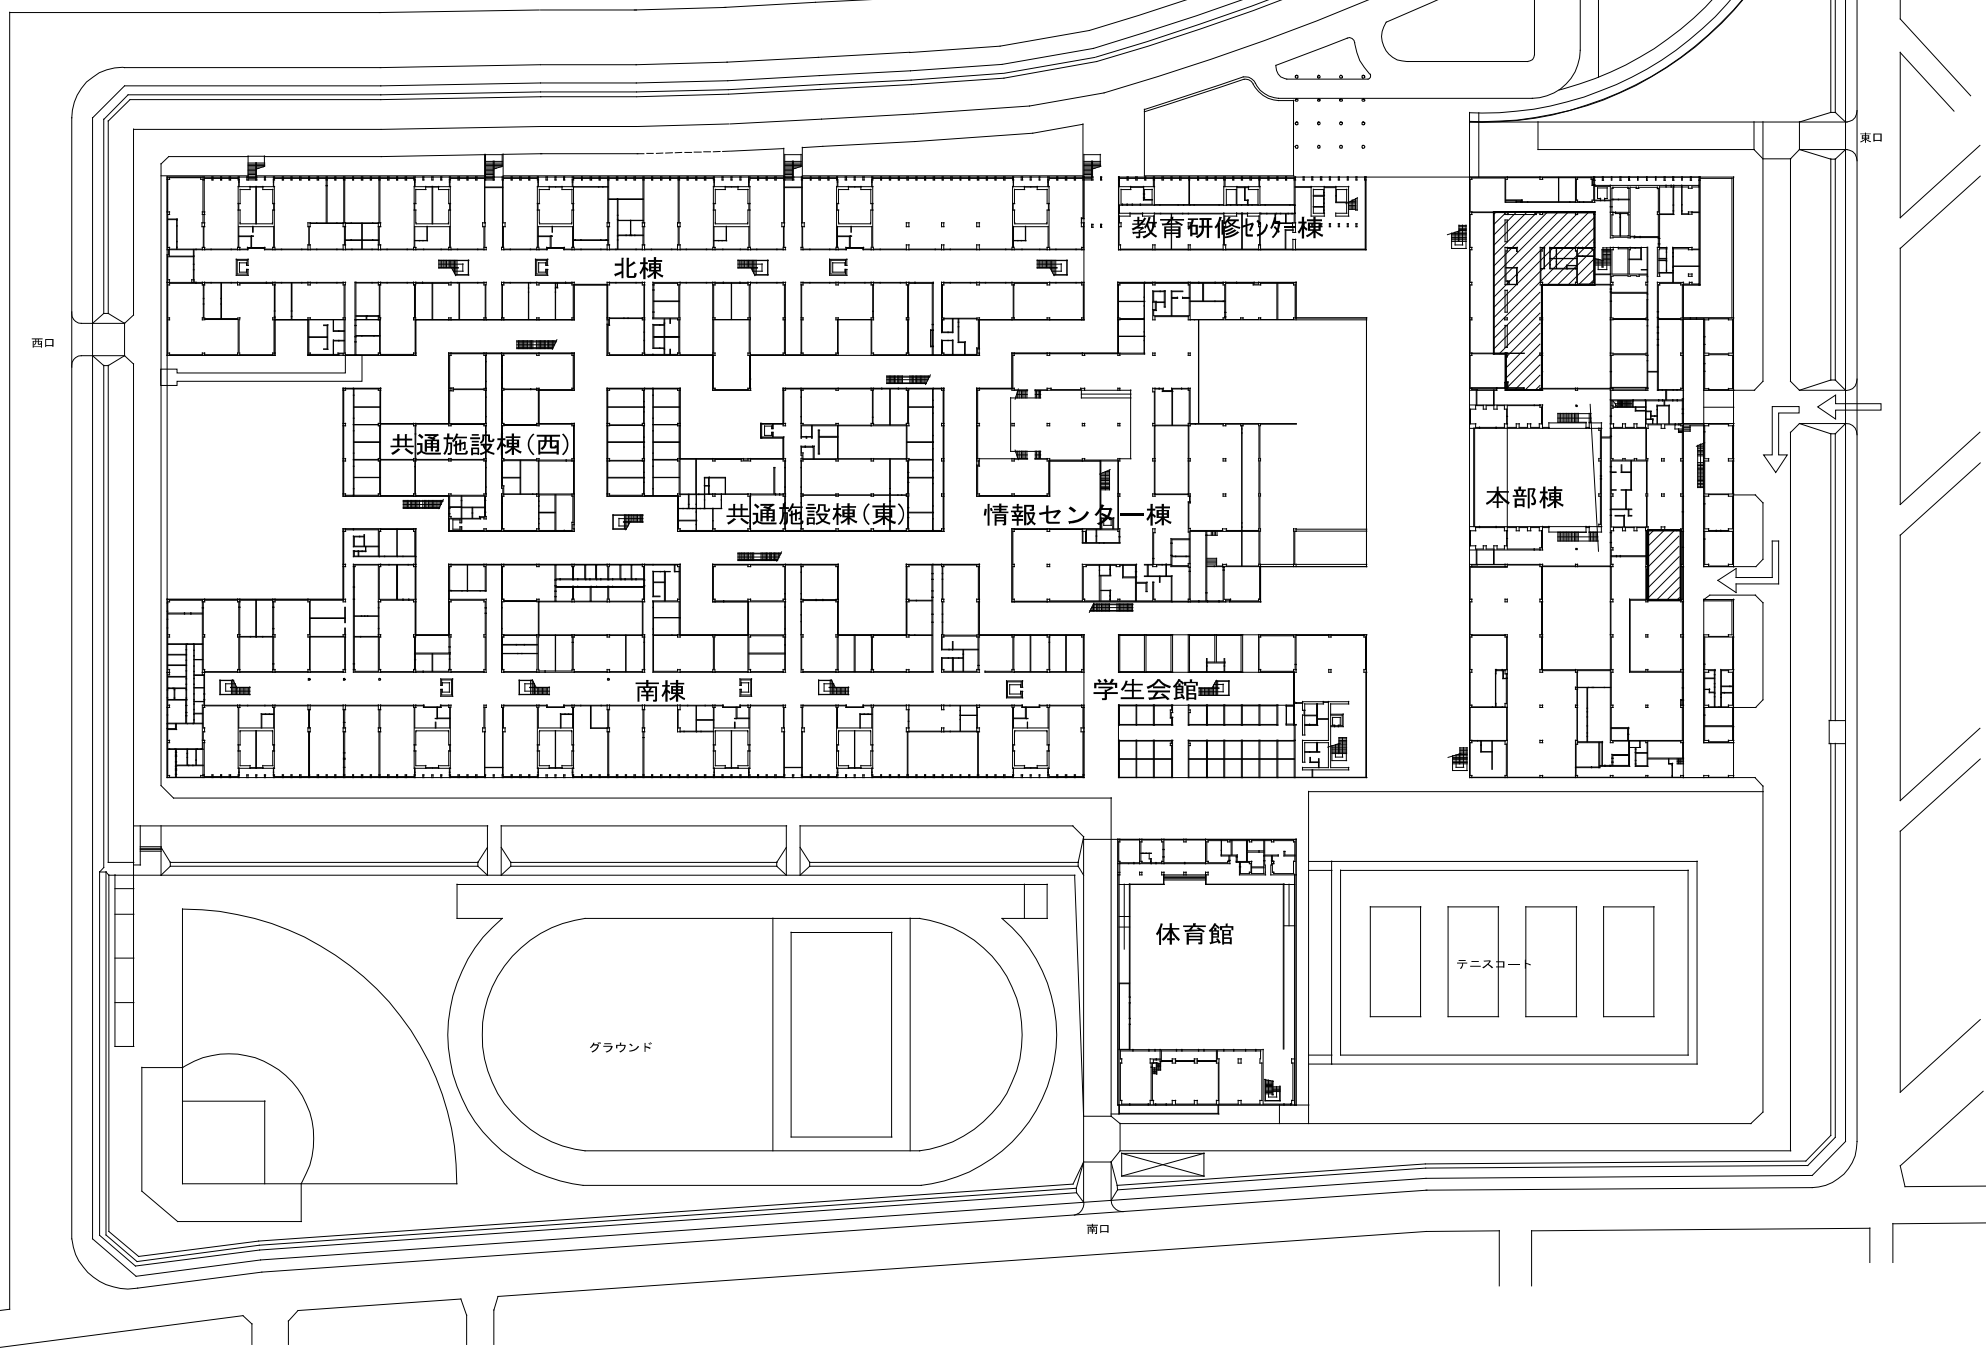 東口
教育研修センター棟
北棟
西口
共通施設棟(西)
本部棟
共通施設棟(東)
情報センター棟
南棟
学生会館
体育館
テニスコート
グラウンド
南口